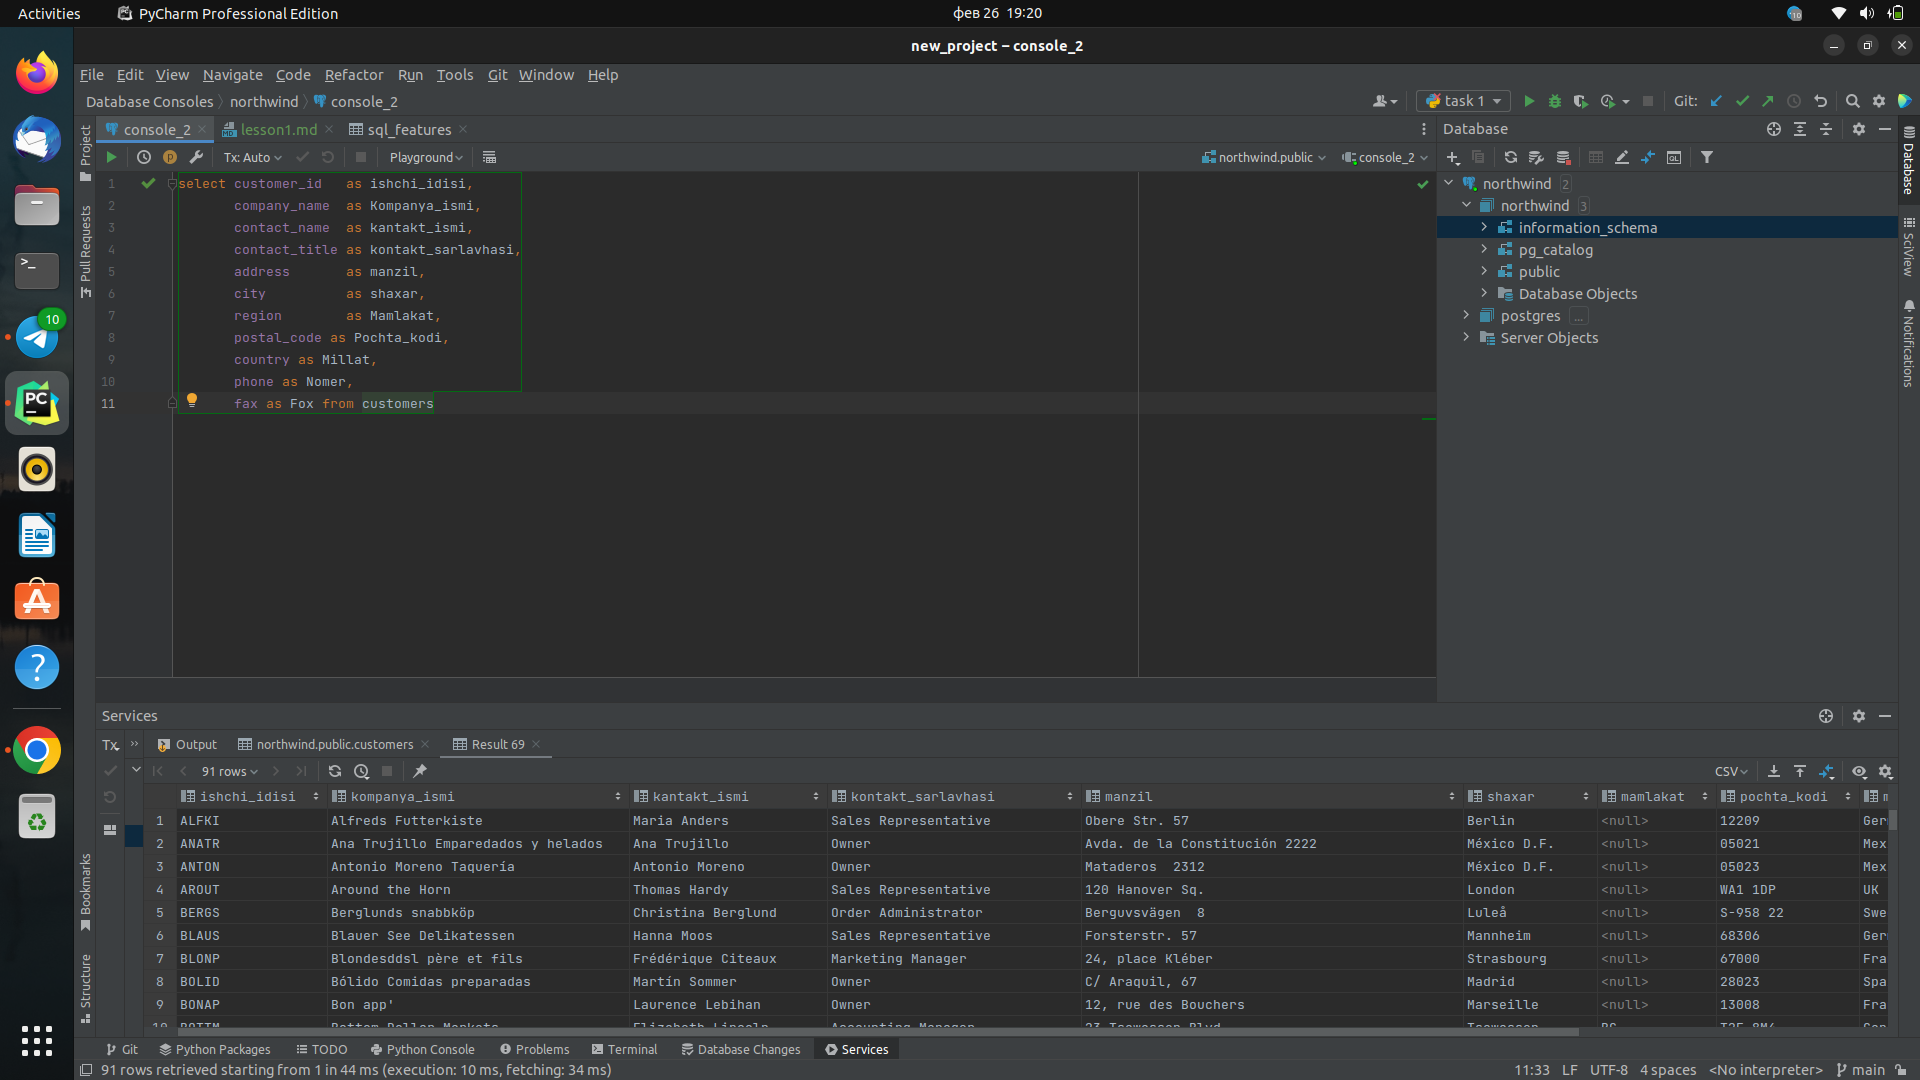 Activities
PyCharm Professional Edition
фев 26 19:20
10
new_project – console_2
File Edit View Navigate Code Refactor Run Tools Git Window Help
Database Consoles northwind console_2
task 1
Git:
console_2
lesson1.md
sql_features
Database
Tx: Auto
Playground
northwind.public
console_2
Project
Pull Requests
Bookmarks
Structure
1 select customer_id as ishchi_idisi,
2 company_name as Kompanya_ismi,
3 contact_name as kantakt_ismi,
4 contact_title as kontakt_sarlavhasi,
5 address as manzil,
6 city as shaxar,
7 region as Mamlakat,
8 postal_code as Pochta_kodi,
9 country as Millat,
10 phone as Nomer,
11 fax as Fox from customers
northwind 2
northwind 3
information_schema
pg_catalog
public
Database Objects
postgres ...
Server Objects
Database
SciView
Notifications
10
PC
Services
Tx
Output
northwind.public.customers
Result 69
91 rows
CSV
ishchi_idisi kompanya_ismi kantakt_ismi kontakt_sarlavhasi manzil shaxar mamlakat pochta_kodi
1 ALFKI Alfreds Futterkiste Maria Anders Sales Representative Obere Str. 57 Berlin <null> 12209 Ger
2 ANATR Ana Trujillo Emparedados y helados Ana Trujillo Owner Avda. de la Constitución 2222 México D.F. <null> 05021 Mex
3 ANTON Antonio Moreno Taquería Antonio Moreno Owner Mataderos 2312 México D.F. <null> 05023 Mex
4 AROUT Around the Horn Thomas Hardy Sales Representative 120 Hanover Sq. London <null> WA1 1DP UK
5 BERGS Berglunds snabbköp Christina Berglund Order Administrator Berguvsvägen 8 Luleå <null> S-958 22 Swe
6 BLAUS Blauer See Delikatessen Hanna Moos Sales Representative Forsterstr. 57 Mannheim <null> 68306 Ger
7 BLONP Blondesddsl père et fils Frédérique Citeaux Marketing Manager 24, place Kléber Strasbourg <null> 67000 Fra
8 BOLID Bólido Comidas preparadas Martín Sommer Owner C/ Araquil, 67 Madrid <null> 28023 Spa
9 BONAP Bon app' Laurence Lebihan Owner 12, rue des Bouchers Marseille <null> 13008 Fra
Git
Python Packages
TODO
Python Console
Problems
Terminal
Database Changes
Services
91 rows retrieved starting from 1 in 44 ms (execution: 10 ms, fetching: 34 ms)
11:33 LF UTF-8 4 spaces <No interpreter> main